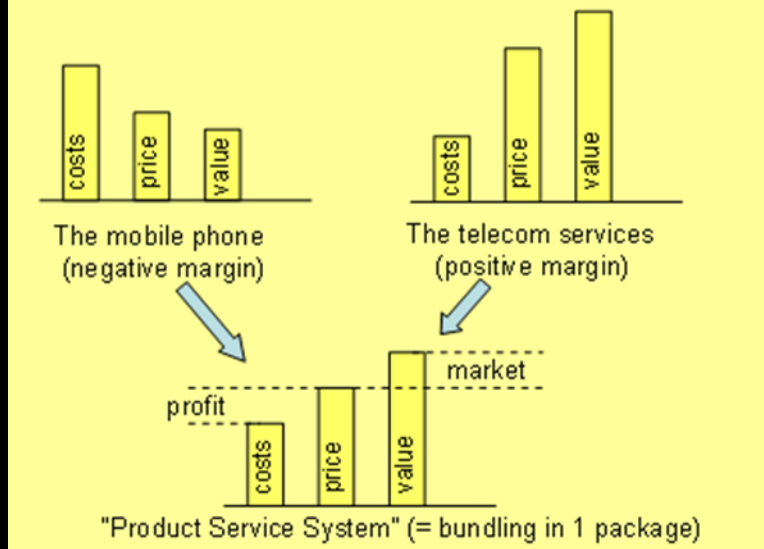 costs
price
value
costs
price
value
The mobile phone
(negative margin)
The telecom services
(positive margin)
market
profit
costs
price
value
"Product Service System" (= bundling in 1 package)